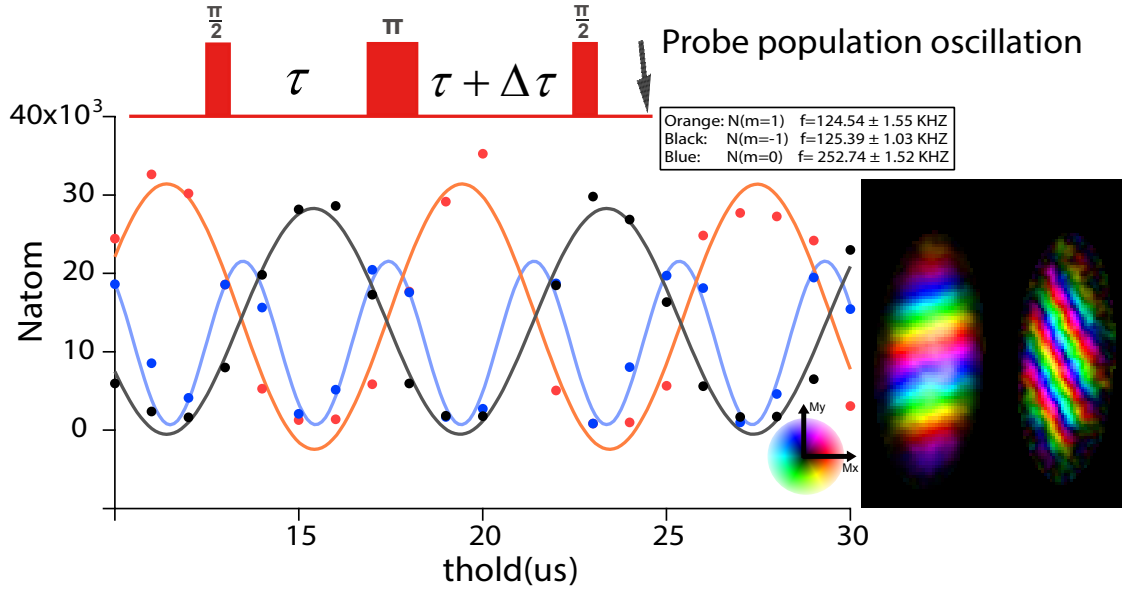 π/2
π
π/2
τ
τ + Δτ
Probe population oscillation
Orange: N(m=1) f=124.54 ± 1.55 KHZ
Black: N(m=-1) f=125.39 ± 1.03 KHZ
Blue: N(m=0) f= 252.74 ± 1.52 KHZ
40x10³
30
20
10
0
Natom
My
Mx
15
20
25
30
thold(us)